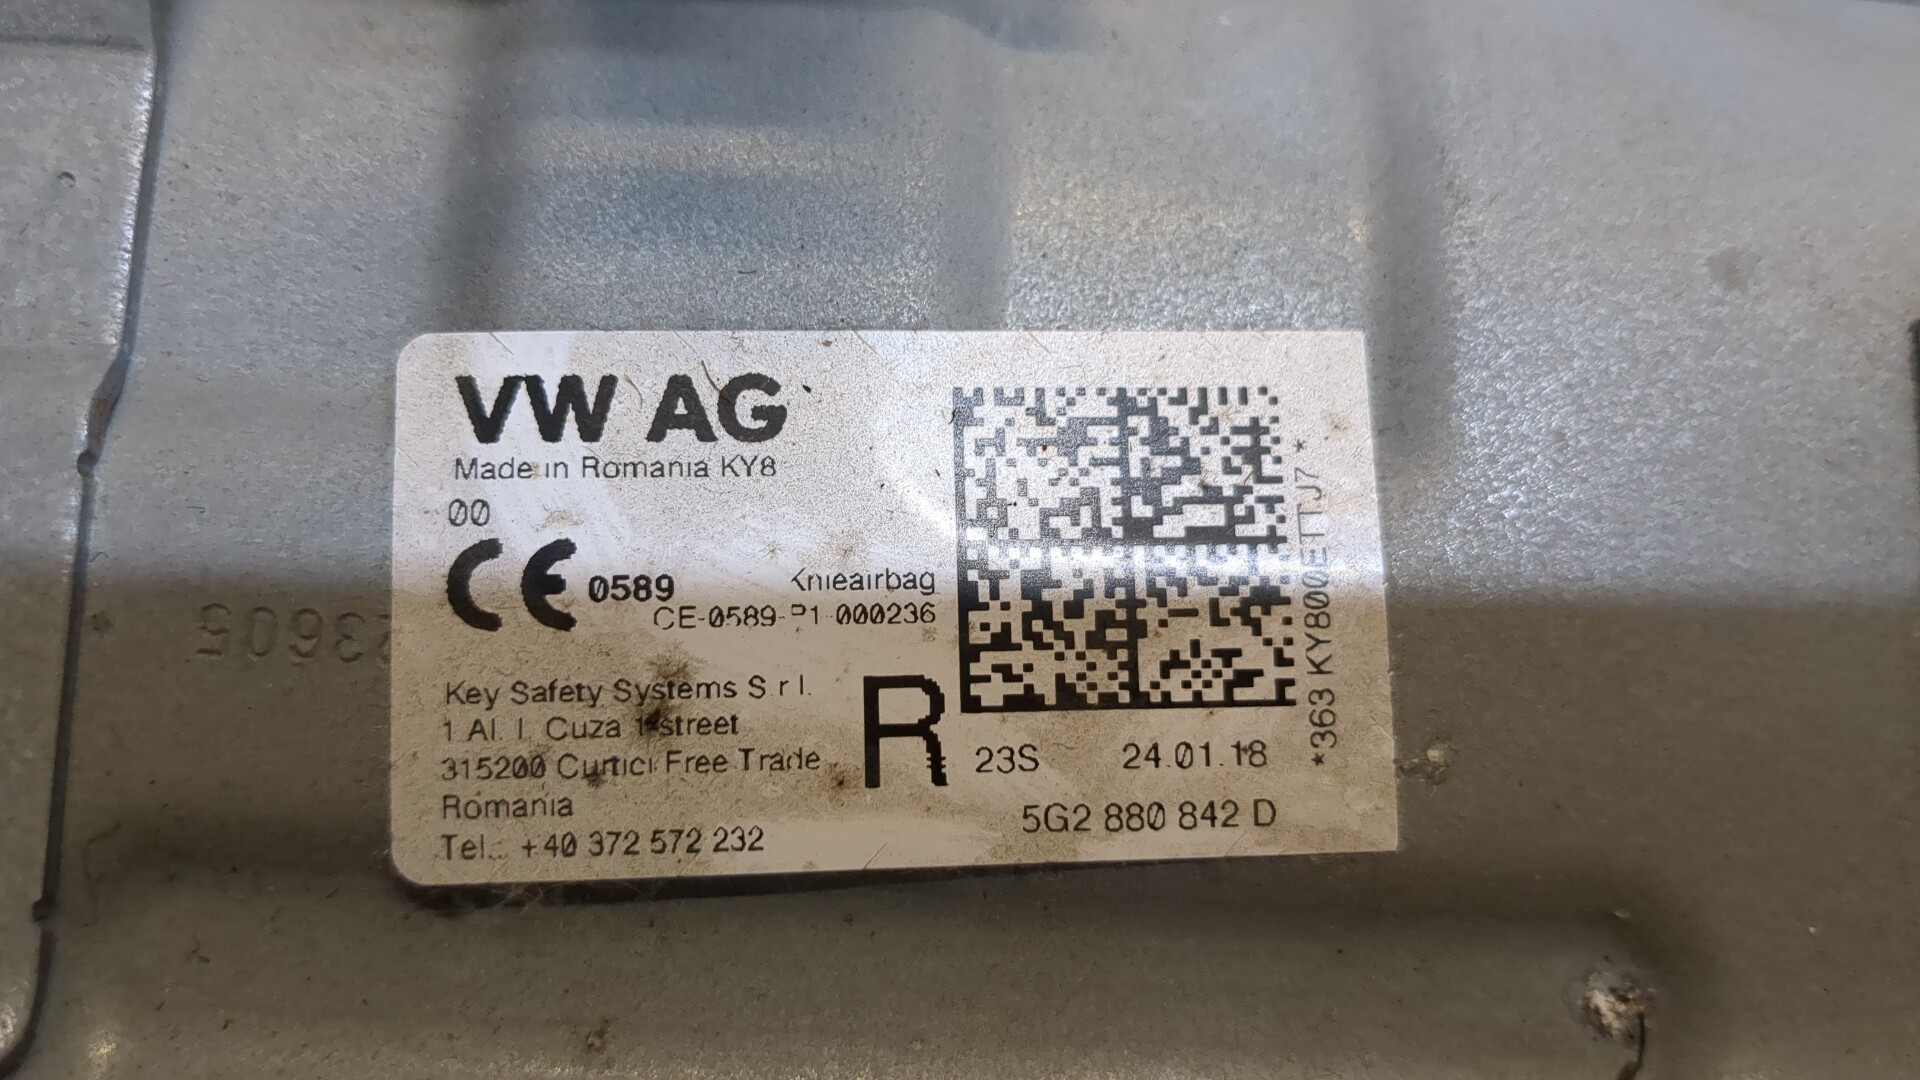 VW AG
Made in Romania KY8
00
CE 0589
Knieairbag
CE-0589-P1-000236
Key Safety Systems S.r.l.
1 Al. I. Cuza 1 street
315200 Curtici Free Trade
Romania
Tel.: +40 372 572 232
R
23S 24.01.18
5G2 880 842 D
*363 KY800ETTJ7*